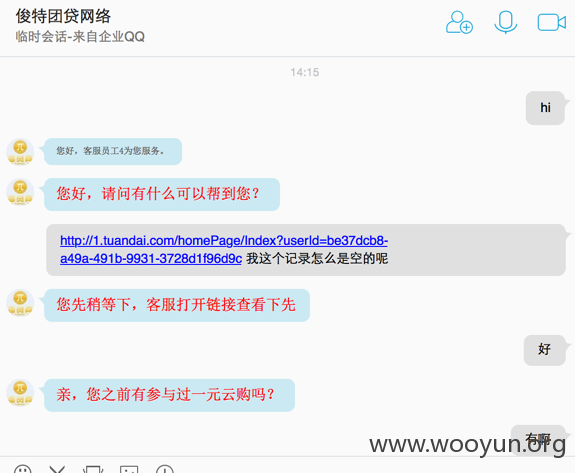 俊特团贷网络
临时会话-来自企业QQ
14:15
hi
您好，客服员工4为您服务。
您好，请问有什么可以帮到您？
http://1.tuandai.com/homePage/Index?userId=be37dcb8-
a49a-491b-9931-3728d1f96d9c 我这个记录怎么是空的呢
您先稍等下，客服打开链接查看下先
好
亲，您之前有参与过一元云购吗？
有啊
www.wooyun.org